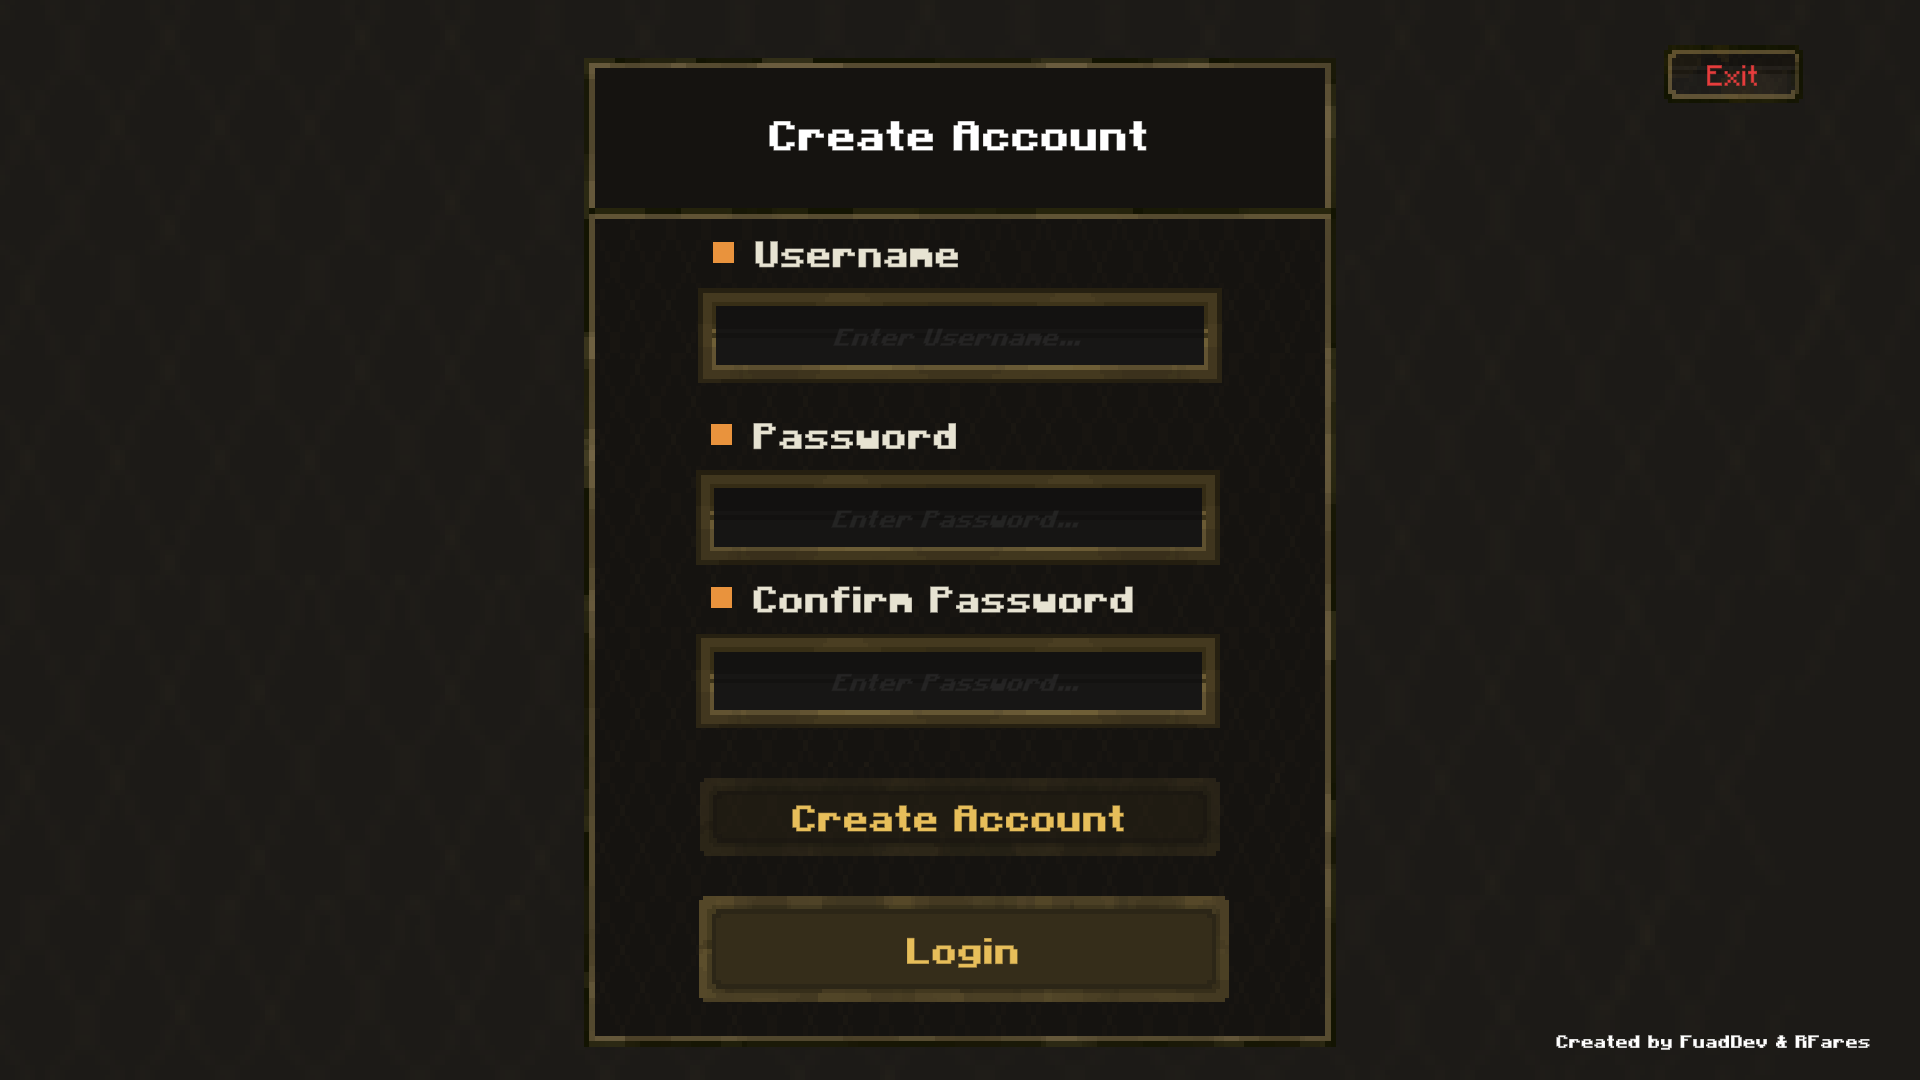 Exit
Create Account
Username
Enter Username...
Password
Enter Password...
Confirm Password
Enter Password...
Create Account
Login
Created by FuadDev & RFares